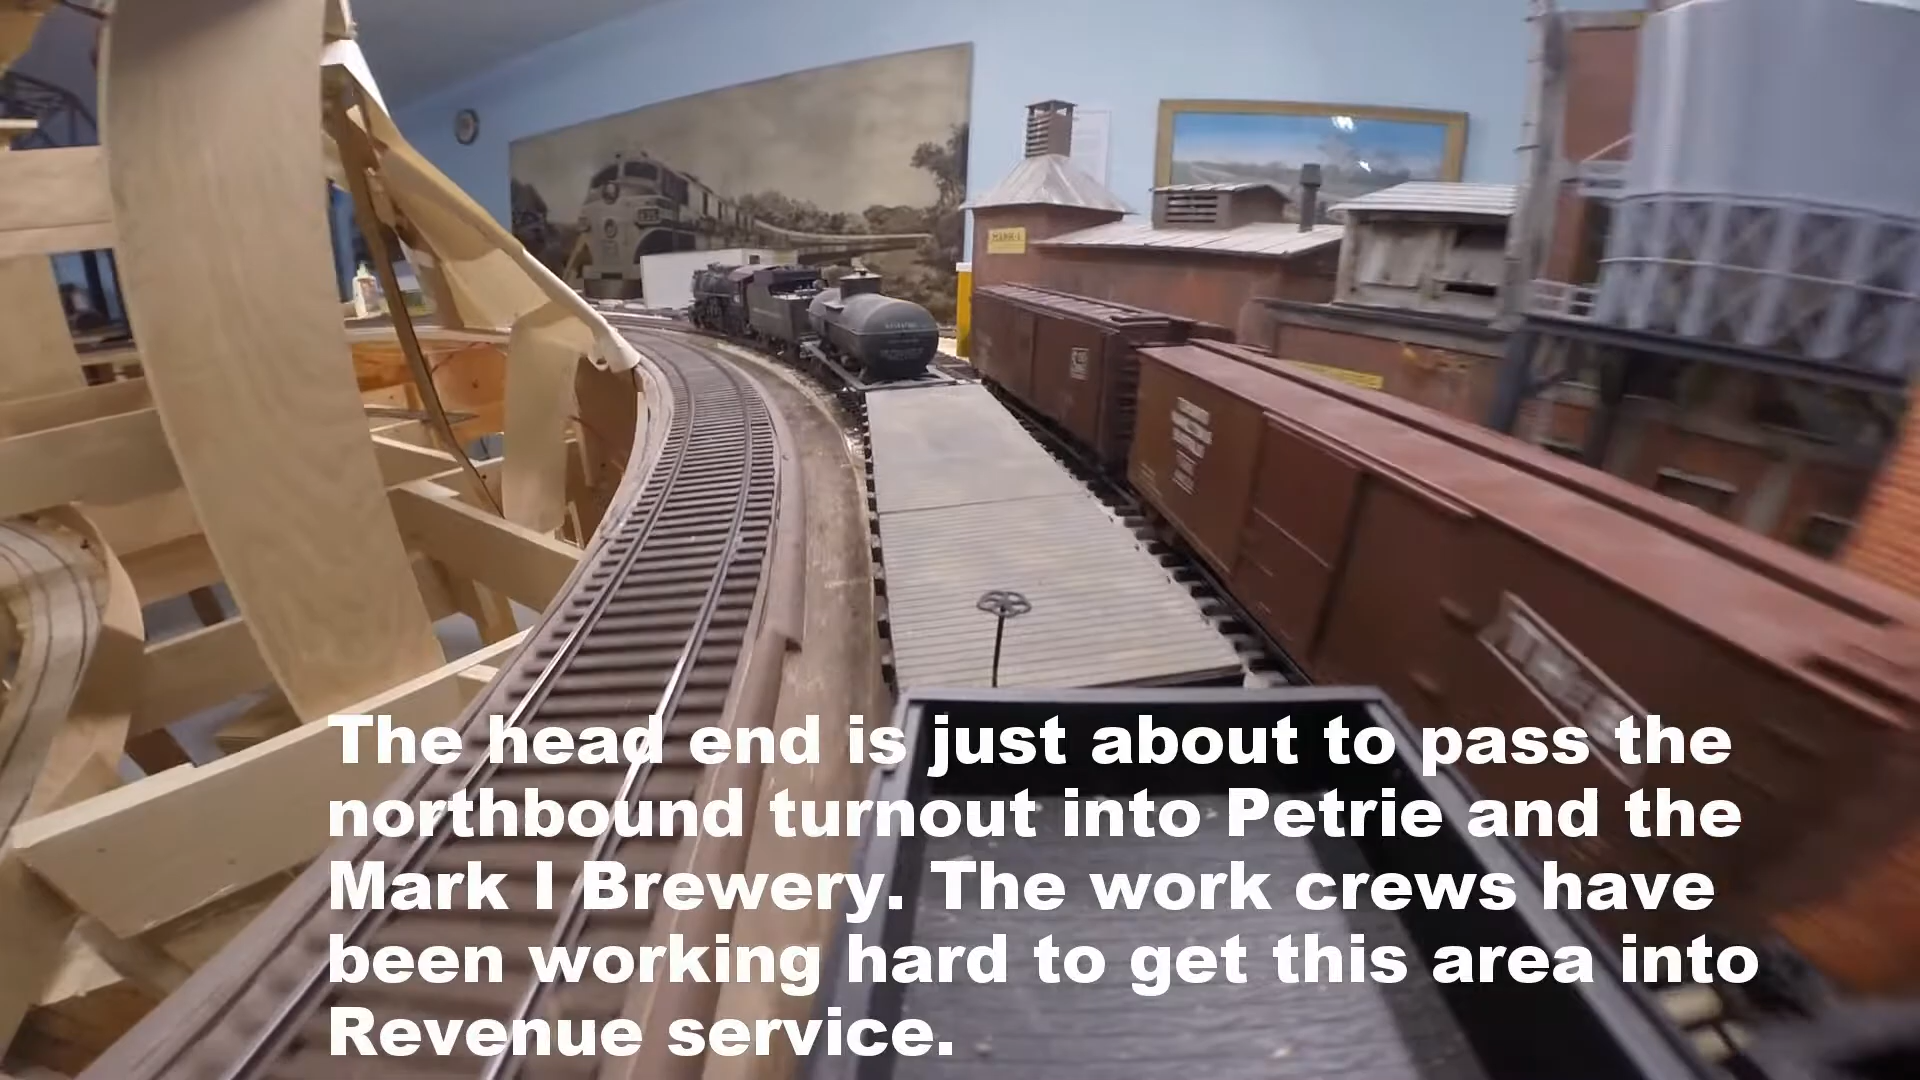 MARK-I
The head end is just about to pass the
northbound turnout into Petrie and the
Mark I Brewery. The work crews have
been working hard to get this area into
Revenue service.